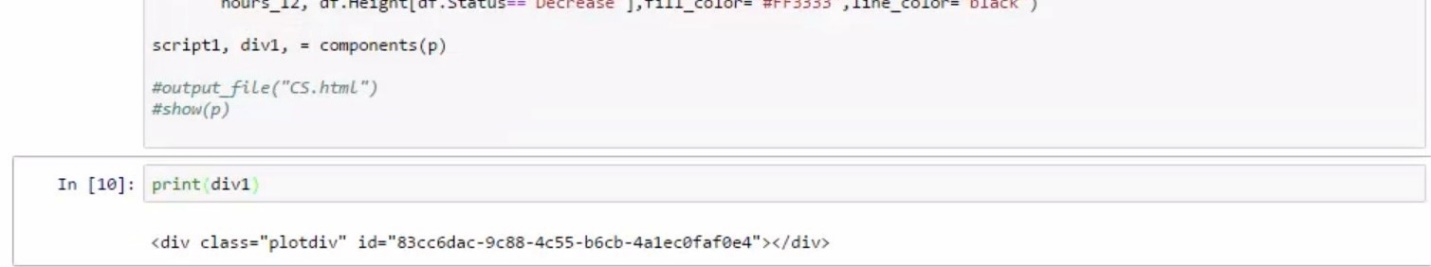 hours_12, df.Height[df.Status=="Decrease"],fill_color="#FF3333",line_color="black")
script1, div1, = components(p)
#output_file("CS.html")
#show(p)
In [10]: print(div1)
<div class="plotdiv" id="83cc6dac-9c88-4c55-b6cb-4a1ec0faf0e4"></div>